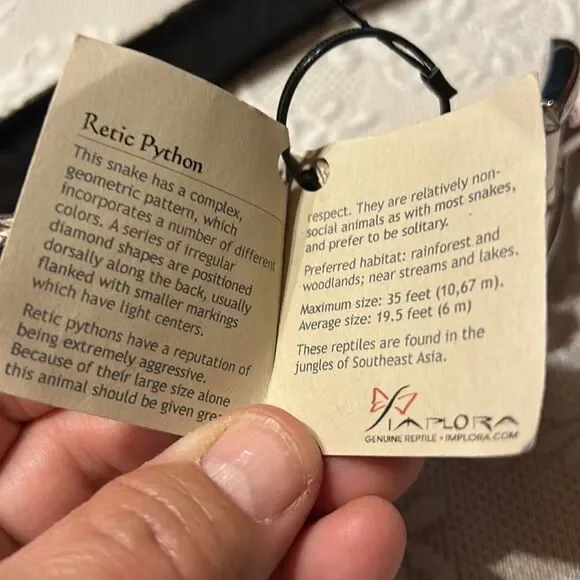 Retic Python
This snake has a complex,
geometric pattern, which
incorporates a number of different
colors. A series of irregular
diamond shapes are positioned
dorsally along the back, usually
flanked with smaller markings
which have light centers.
Retic pythons have a reputation of
being extremely aggressive.
Because of their large size alone
this animal should be given
respect. They are relatively non-
social animals as with most snakes,
and prefer to be solitary.
Preferred habitat: rainforest and
woodlands; near streams and lakes.
Maximum size: 35 feet (10,67 m).
Average size: 19.5 feet (6 m)
These reptiles are found in the
jungles of Southeast Asia.
IMPLORA
GENUINE REPTILE • IMPLORA.COM